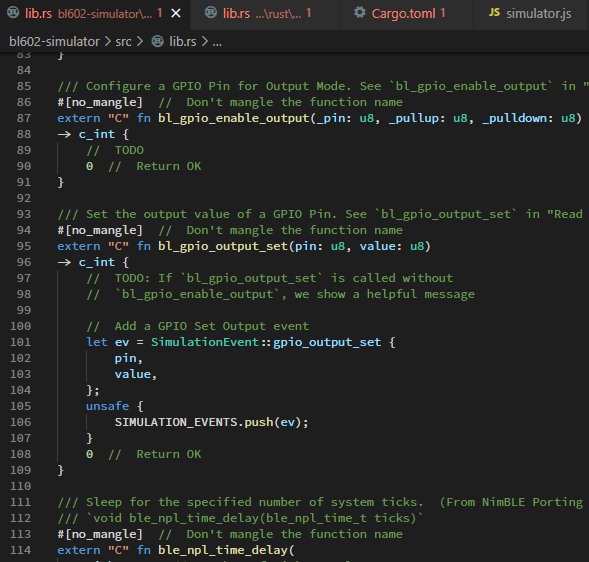 lib.rs bl602-simulator\... 1 × lib.rs ...\rust\... 1 Cargo.toml 1 JS simulator.js
bl602-simulator > src > lib.rs > ...
83 }
84
85 /// Configure a GPIO Pin for Output Mode. See `bl_gpio_enable_output` in "
86 #[no_mangle]  //  Don't mangle the function name
87 extern "C" fn bl_gpio_enable_output(_pin: u8, _pullup: u8, _pulldown: u8)
88 -> c_int {
89     //  TODO
90     0  //  Return OK
91 }
92
93 /// Set the output value of a GPIO Pin. See `bl_gpio_output_set` in "Read
94 #[no_mangle]  //  Don't mangle the function name
95 extern "C" fn bl_gpio_output_set(pin: u8, value: u8)
96 -> c_int {
97     //  TODO: If `bl_gpio_output_set` is called without
98     //  `bl_gpio_enable_output`, we show a helpful message
99
100     //  Add a GPIO Set Output event
101     let ev = SimulationEvent::gpio_output_set {
102         pin,
103         value,
104     };
105     unsafe {
106         SIMULATION_EVENTS.push(ev);
107     }
108     0  //  Return OK
109 }
110
111 /// Sleep for the specified number of system ticks.  (From NimBLE Porting
112 /// `void ble_npl_time_delay(ble_npl_time_t ticks)`
113 #[no_mangle]  //  Don't mangle the function name
114 extern "C" fn ble_npl_time_delay(